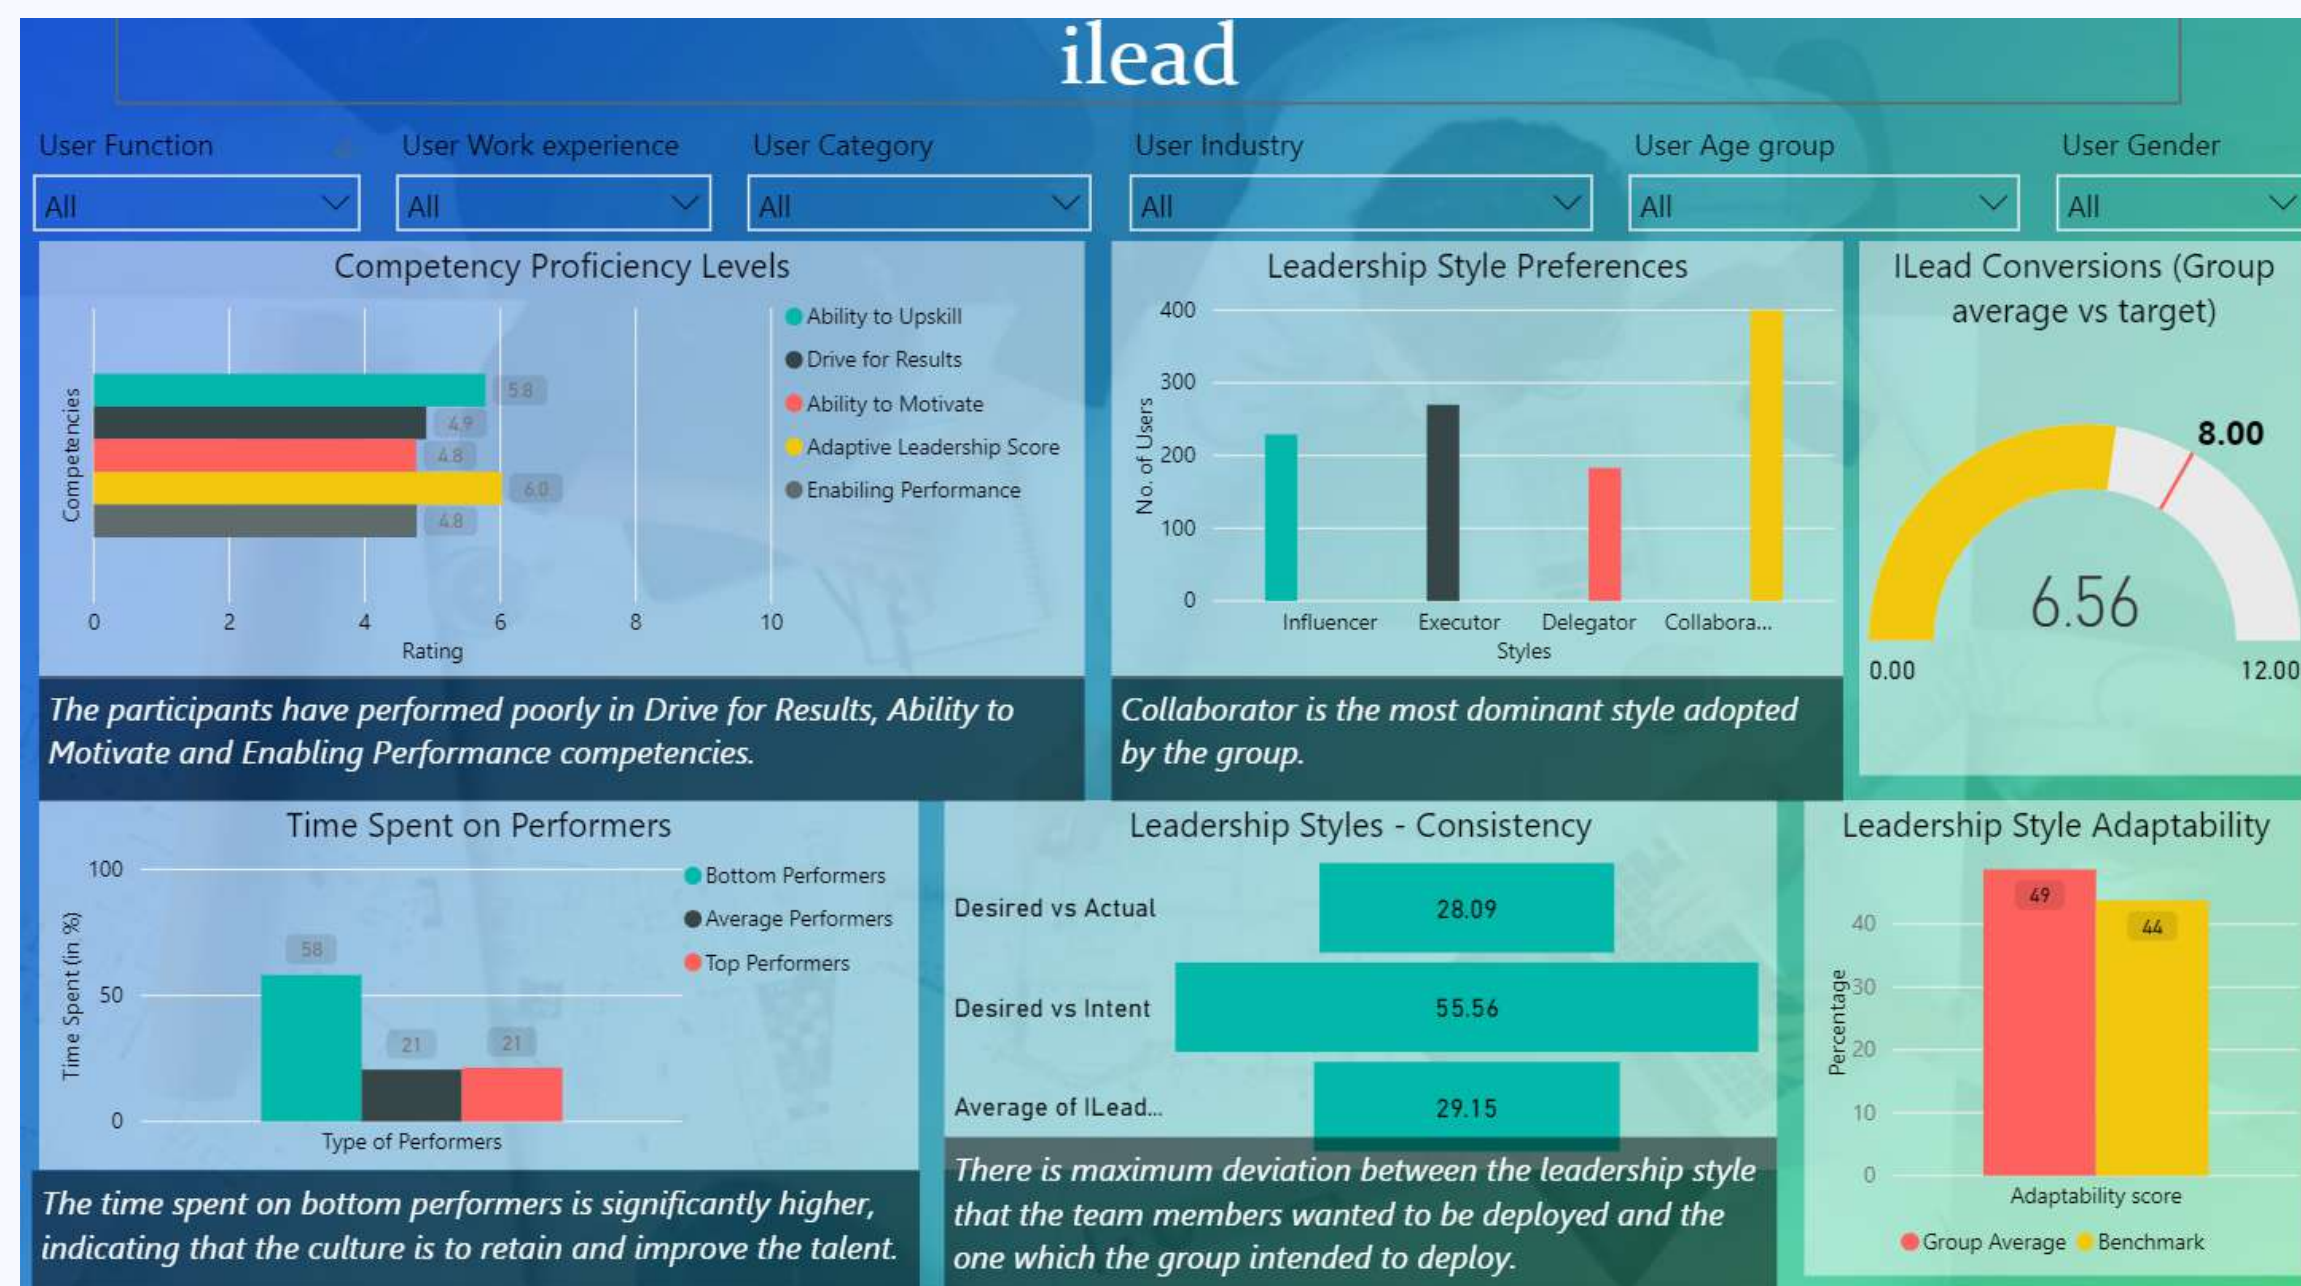 ilead
User Function
User Work experience
User Category
User Industry
User Age group
User Gender
All
All
All
All
All
All
Competency Proficiency Levels
Competencies
5.8
4.9
4.8
6.0
4.8
0
2
4
6
8
10
Rating
Ability to Upskill
Drive for Results
Ability to Motivate
Adaptive Leadership Score
Enabiling Performance
The participants have performed poorly in Drive for Results, Ability to
Motivate and Enabling Performance competencies.
Leadership Style Preferences
No. of Users
400
300
200
100
0
Influencer
Executor
Delegator
Collabora...
Styles
Collaborator is the most dominant style adopted
by the group.
ILead Conversions (Group
average vs target)
8.00
6.56
0.00
12.00
Time Spent on Performers
Time Spent (in %)
100
50
0
58
21
21
Type of Performers
Bottom Performers
Average Performers
Top Performers
The time spent on bottom performers is significantly higher,
indicating that the culture is to retain and improve the talent.
Leadership Styles - Consistency
Desired vs Actual
28.09
Desired vs Intent
55.56
Average of ILead...
29.15
There is maximum deviation between the leadership style
that the team members wanted to be deployed and the
one which the group intended to deploy.
Leadership Style Adaptability
Percentage
40
30
20
10
0
49
44
Adaptability score
Group Average
Benchmark